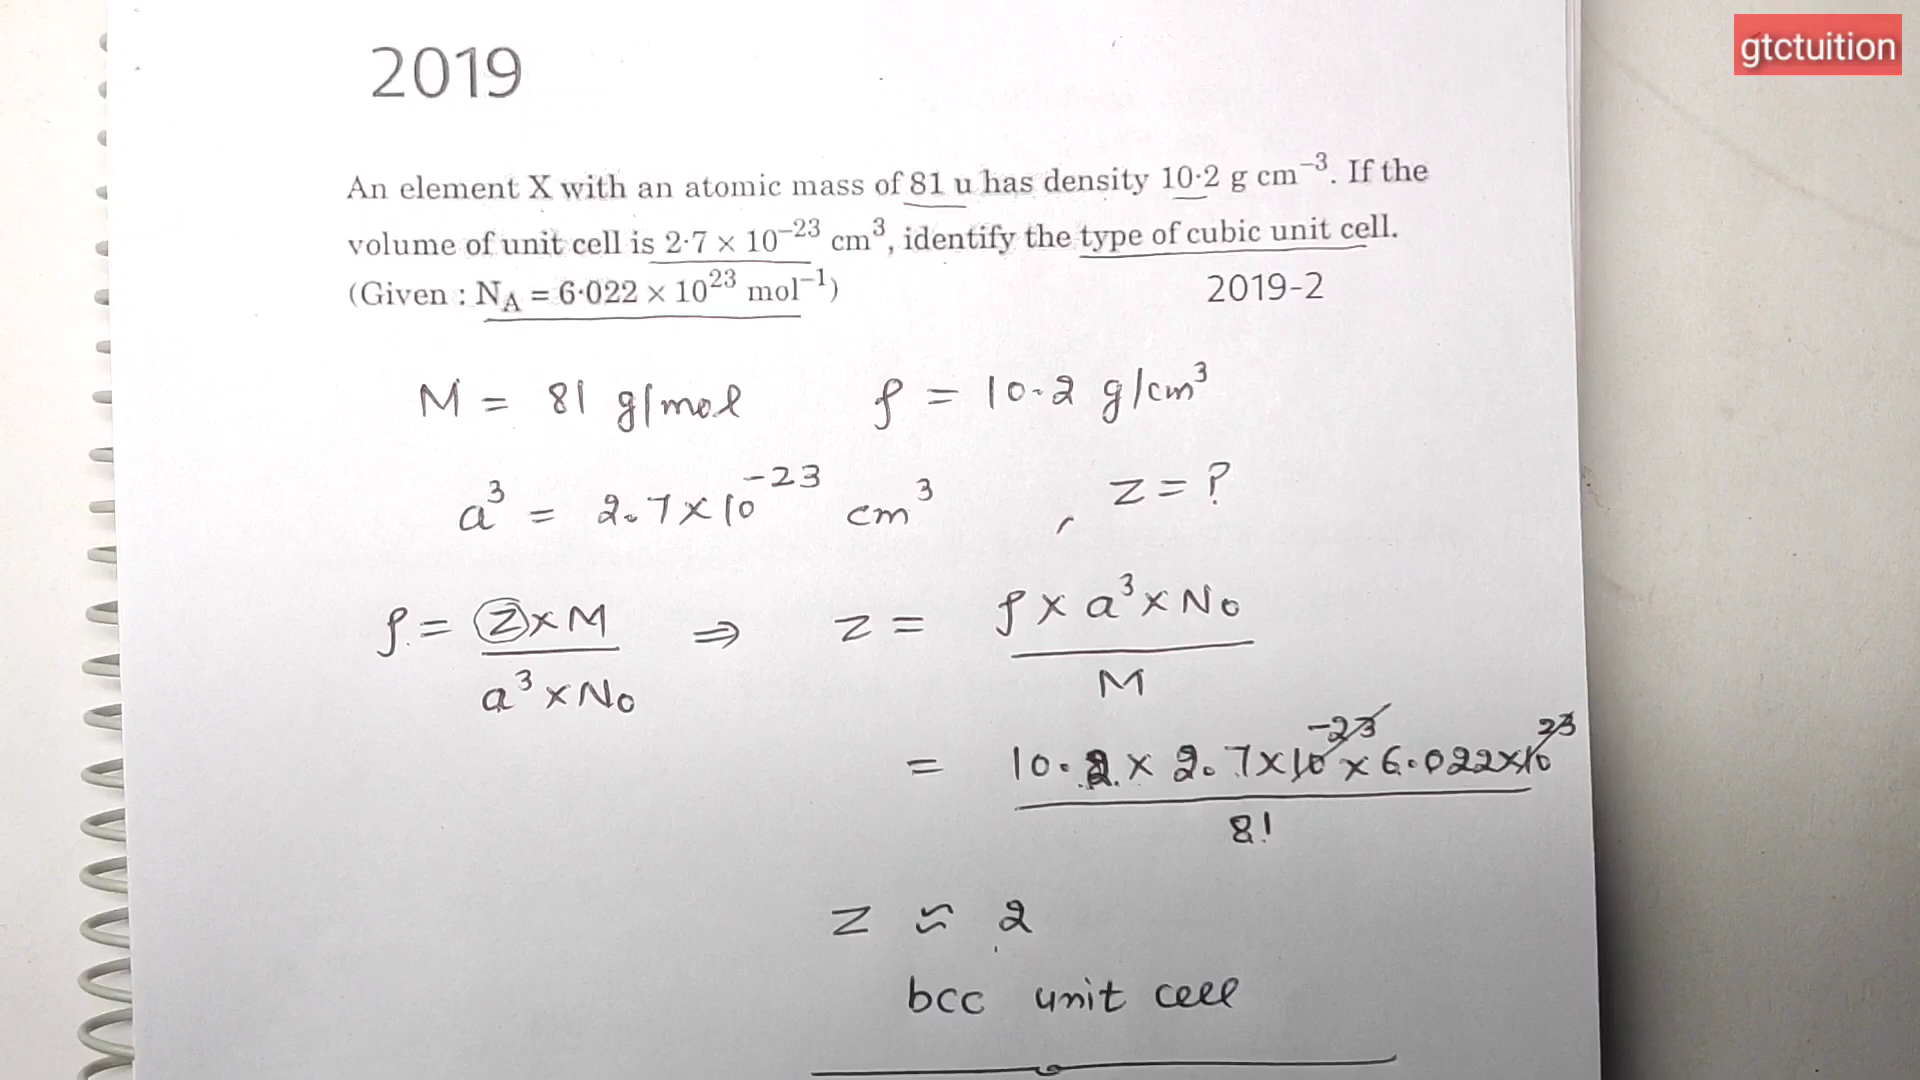 gtctuition
2019
An element X with an atomic mass of 81 u has density 10·2 g cm⁻³. If the
volume of unit cell is 2·7 × 10⁻²³ cm³, identify the type of cubic unit cell.
(Given : N_A = 6·022 × 10²³ mol⁻¹)
2019-2
M = 81 g/mol ρ = 10.2 g/cm³
a³ = 2.7×10⁻²³ cm³ , z = ?
ρ = z×M / a³×N₀ ⇒ z = ρ × a³ × N₀ / M
= 10.2 × 2.7×10⁻²³ × 6.022×10²³ / 81
z ≈ 2
bcc unit cell